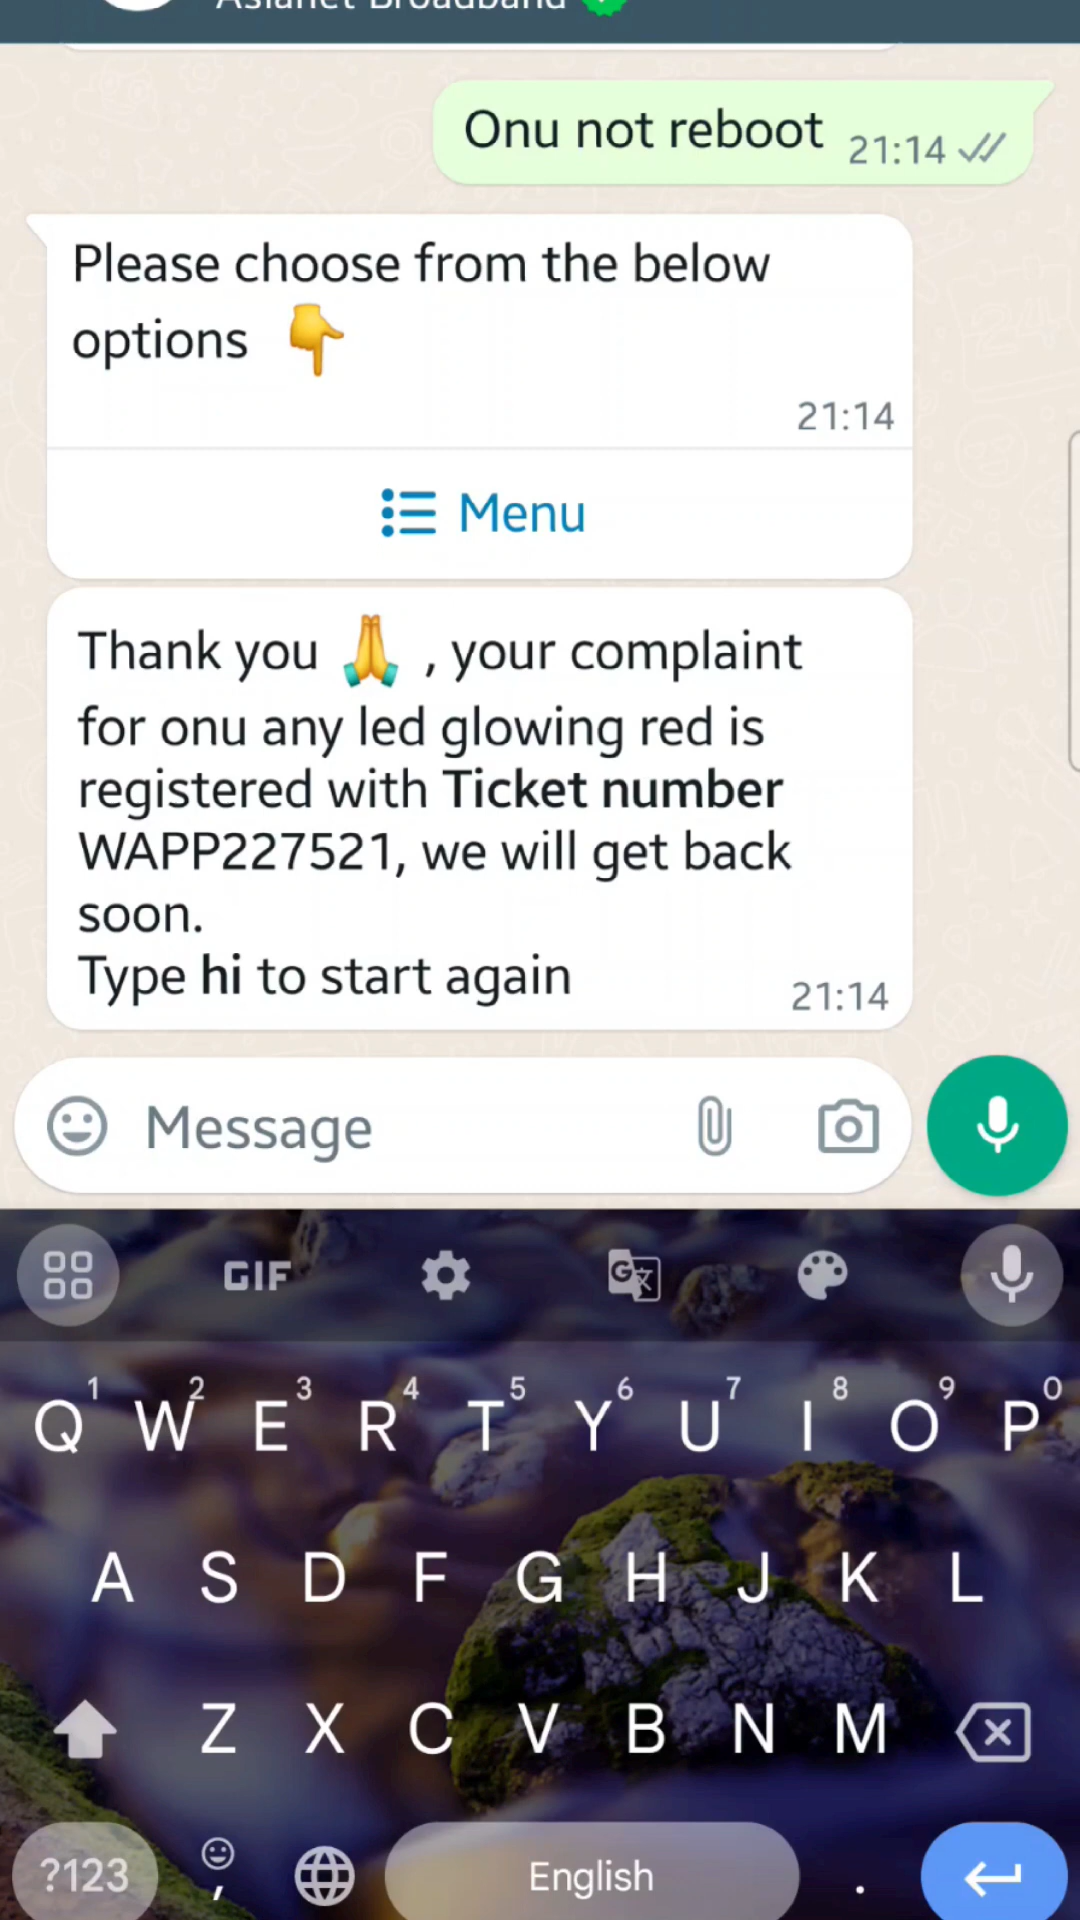 Asianet Broadband
Onu not reboot 21:14
Please choose from the below
options 👇
21:14
Menu
Thank you 🙏 , your complaint
for onu any led glowing red is
registered with Ticket number
WAPP227521, we will get back
soon.
Type hi to start again 21:14
Message
GIF
1 2 3 4 5 6 7 8 9 0
Q W E R T Y U I O P
A S D F G H J K L
Z X C V B N M
?123 , English .